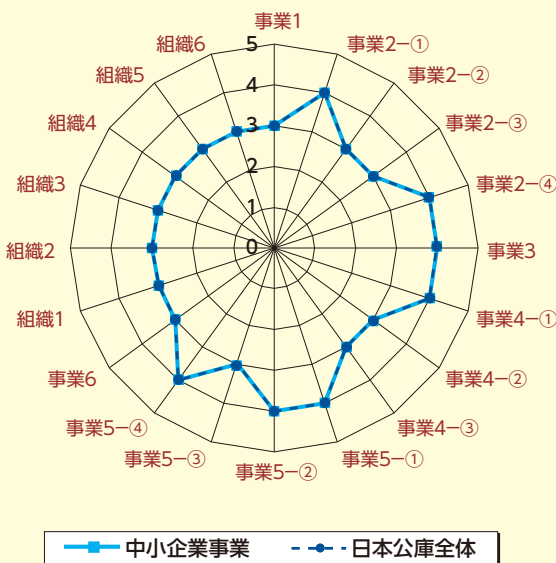 事業1
事業2-①
事業2-②
事業2-③
事業2-④
事業3
事業4-①
事業4-②
事業4-③
事業5-①
事業5-②
事業5-③
事業5-④
事業6
組織1
組織2
組織3
組織4
組織5
組織6
5
4
3
2
1
0
中小企業事業 日本公庫全体